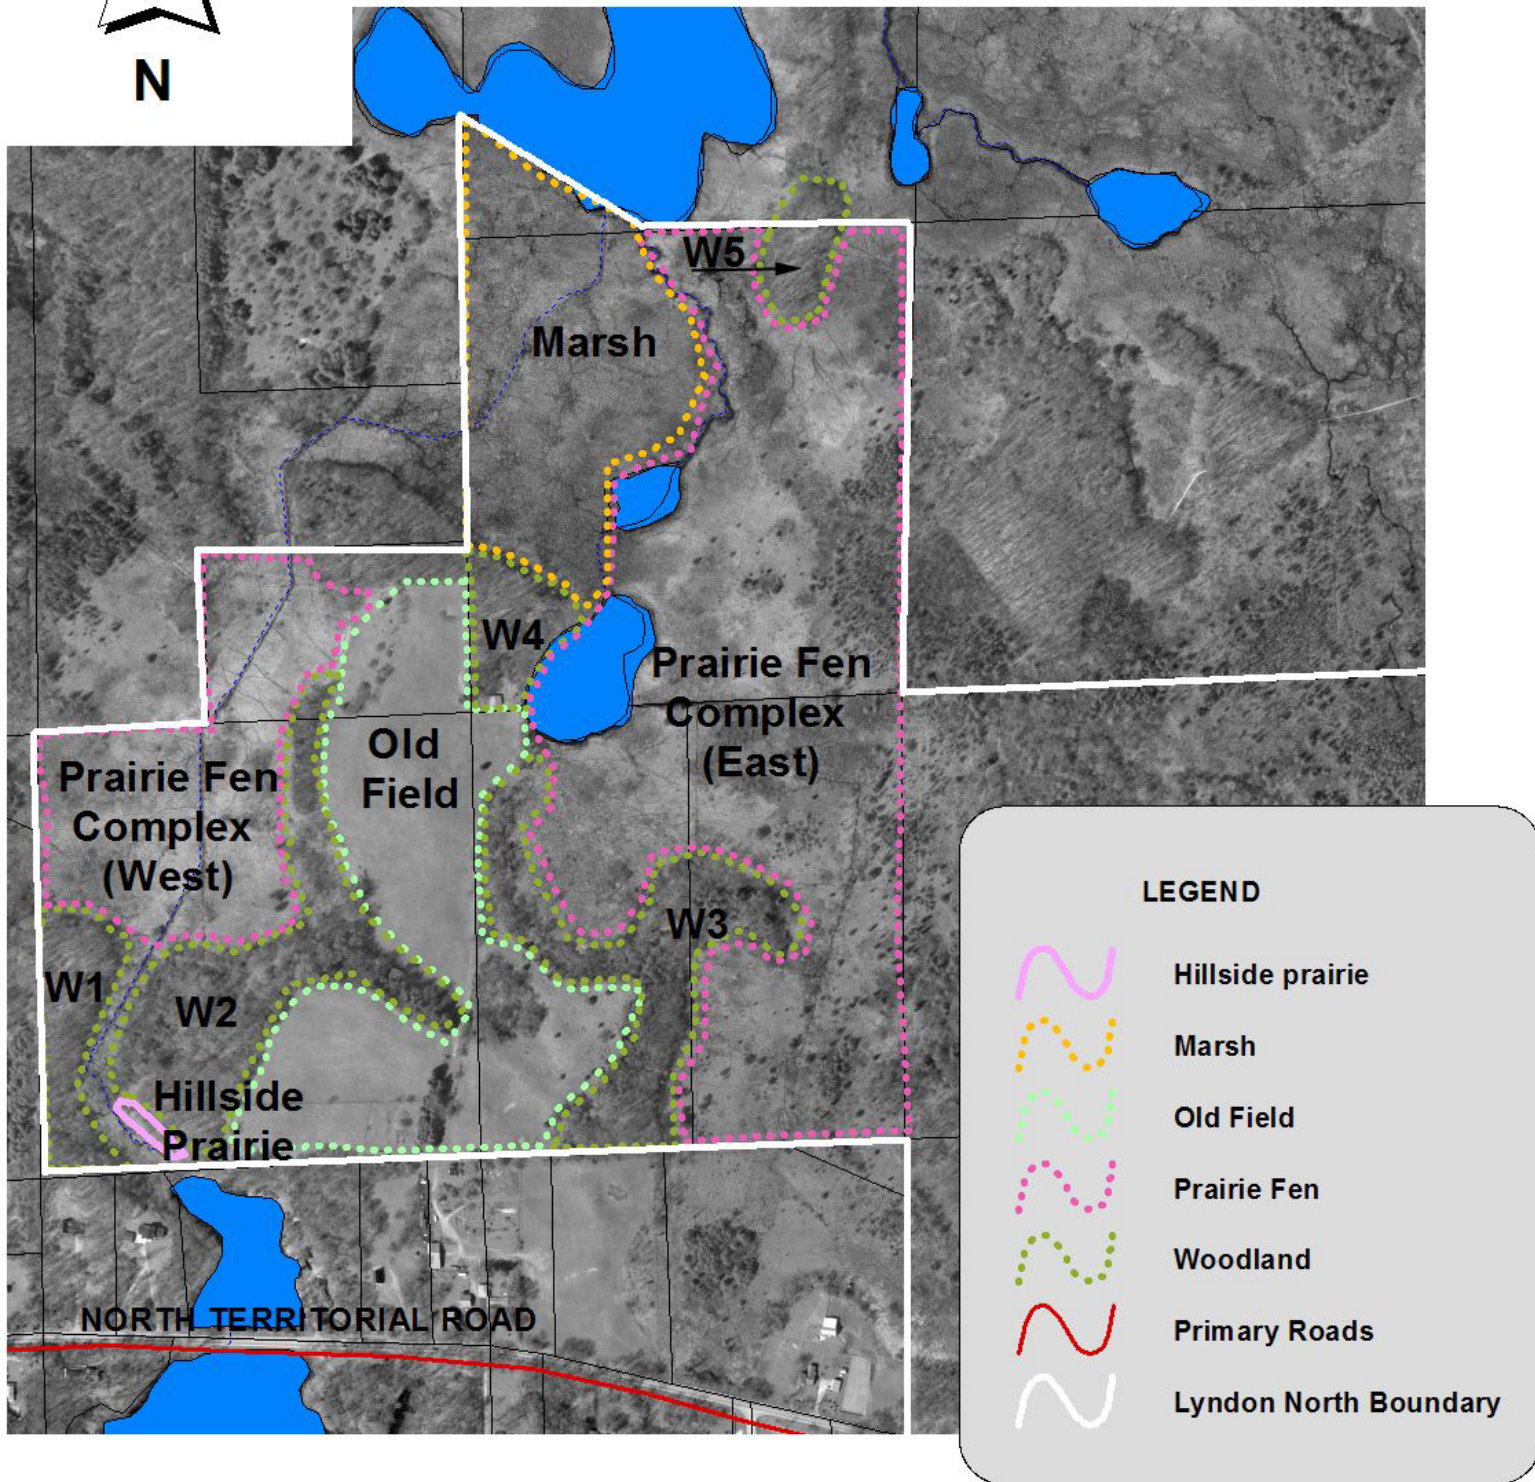 N
W5
Marsh
W4
Prairie Fen
Complex
(East)
Old
Field
Prairie Fen
Complex
(West)
W3
W1
W2
Hillside
Prairie
NORTH TERRITORIAL ROAD
LEGEND
Hillside prairie
Marsh
Old Field
Prairie Fen
Woodland
Primary Roads
Lyndon North Boundary